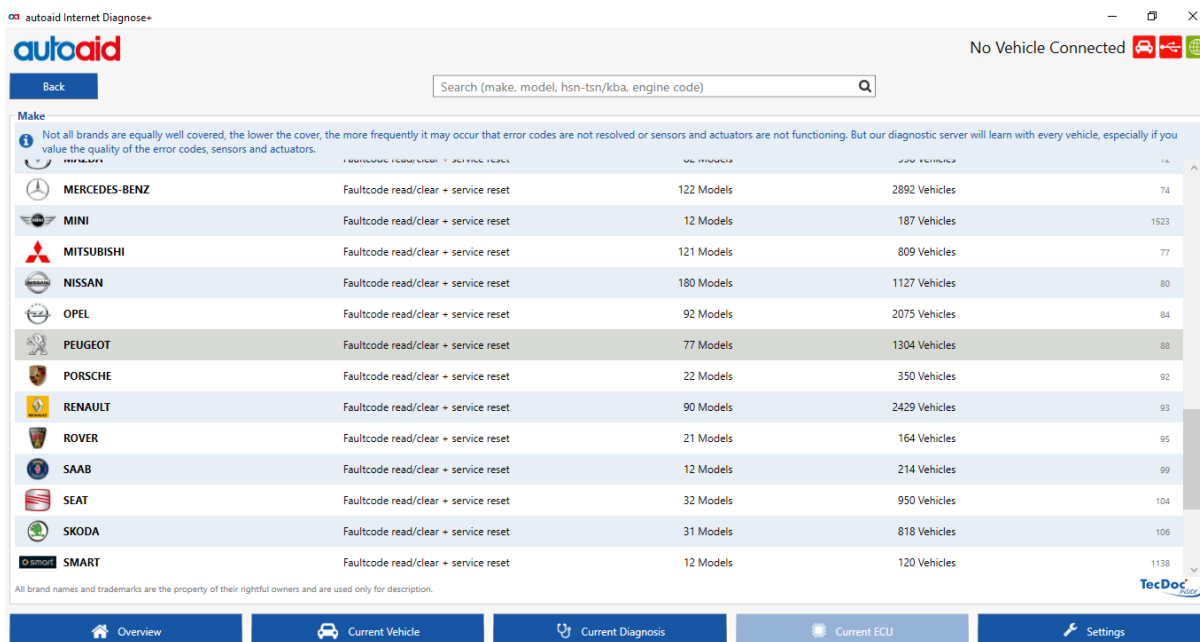 autoaid Internet Diagnose+
autoaid
No Vehicle Connected
Back
Search (make, model, hsn-tsn/kba, engine code)
Make
Not all brands are equally well covered, the lower the cover, the more frequently it may occur that error codes are not resolved or sensors and actuators are not functioning. But our diagnostic server will learn with every vehicle, especially if you
value the quality of the error codes, sensors and actuators.
MAZDA Faultcode read/clear + service reset 62 Models Vehicles 72
MERCEDES-BENZ Faultcode read/clear + service reset 122 Models 2892 Vehicles 74
MINI Faultcode read/clear + service reset 12 Models 187 Vehicles 1523
MITSUBISHI Faultcode read/clear + service reset 121 Models 809 Vehicles 77
NISSAN Faultcode read/clear + service reset 180 Models 1127 Vehicles 80
OPEL Faultcode read/clear + service reset 92 Models 2075 Vehicles 84
PEUGEOT Faultcode read/clear + service reset 77 Models 1304 Vehicles 88
PORSCHE Faultcode read/clear + service reset 22 Models 350 Vehicles 92
RENAULT Faultcode read/clear + service reset 90 Models 2429 Vehicles 93
ROVER Faultcode read/clear + service reset 21 Models 164 Vehicles 95
SAAB Faultcode read/clear + service reset 12 Models 214 Vehicles 99
SEAT Faultcode read/clear + service reset 32 Models 950 Vehicles 104
SKODA Faultcode read/clear + service reset 31 Models 818 Vehicles 106
smart SMART Faultcode read/clear + service reset 12 Models 120 Vehicles 1138
All brand names and trademarks are the property of their rightful owners and are used only for description.
TecDoc
INSIDE
Overview
Current Vehicle
Current Diagnosis
Current ECU
Settings